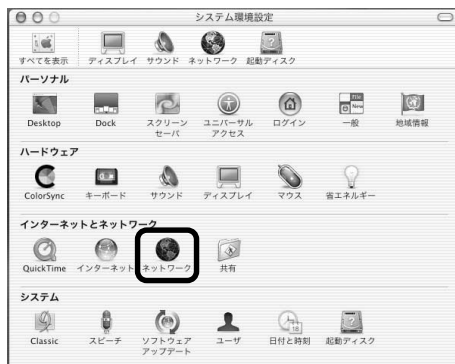 システム環境設定
すべてを表示 ディスプレイ サウンド ネットワーク 起動ディスク
パーソナル
File
New
Desktop Dock スクリーン セーバ ユニバーサル アクセス ログイン 一般 地域情報
ハードウェア
ColorSync キーボード サウンド ディスプレイ マウス 省エネルギー
インターネットとネットワーク
QuickTime インターネット ネットワーク 共有
システム
18
Classic スピーチ ソフトウェア アップデート ユーザ 日付と時刻 起動ディスク